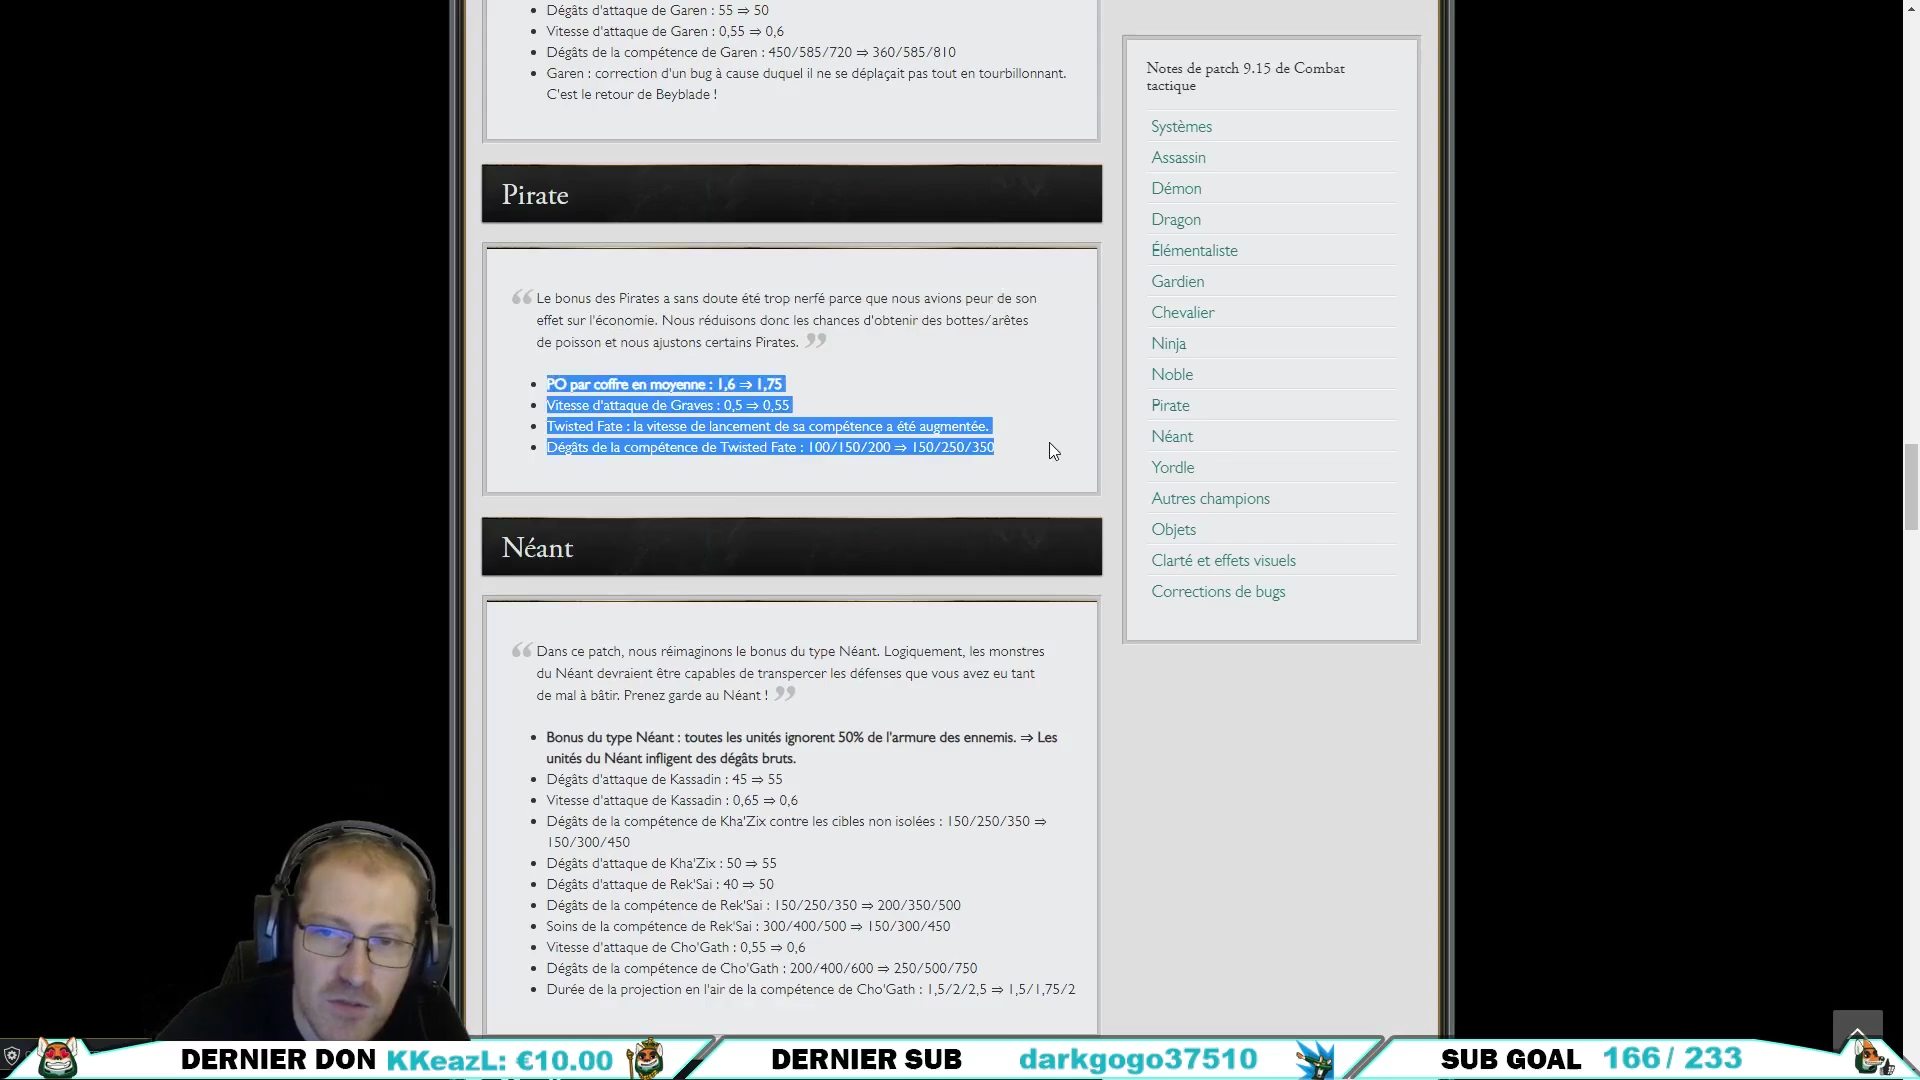 Dégâts d'attaque de Garen : 55 ⇒ 50
Vitesse d'attaque de Garen : 0,55 ⇒ 0,6
Dégâts de la compétence de Garen : 450/585/720 ⇒ 360/585/810
Garen : correction d'un bug à cause duquel il ne se déplaçait pas tout en tourbillonnant.
C'est le retour de Beyblade !
Pirate
“ Le bonus des Pirates a sans doute été trop nerfé parce que nous avions peur de son
effet sur l'économie. Nous réduisons donc les chances d'obtenir des bottes/arêtes
de poisson et nous ajustons certains Pirates. ”
PO par coffre en moyenne : 1,6 ⇒ 1,75
Vitesse d'attaque de Graves : 0,5 ⇒ 0,55
Twisted Fate : la vitesse de lancement de sa compétence a été augmentée.
Dégâts de la compétence de Twisted Fate : 100/150/200 ⇒ 150/250/350
Néant
“ Dans ce patch, nous réimaginons le bonus du type Néant. Logiquement, les monstres
du Néant devraient être capables de transpercer les défenses que vous avez eu tant
de mal à bâtir. Prenez garde au Néant ! ”
Bonus du type Néant : toutes les unités ignorent 50% de l'armure des ennemis. ⇒ Les
unités du Néant infligent des dégâts bruts.
Dégâts d'attaque de Kassadin : 45 ⇒ 55
Vitesse d'attaque de Kassadin : 0,65 ⇒ 0,6
Dégâts de la compétence de Kha'Zix contre les cibles non isolées : 150/250/350 ⇒
150/300/450
Dégâts d'attaque de Kha'Zix : 50 ⇒ 55
Dégâts d'attaque de Rek'Sai : 40 ⇒ 50
Dégâts de la compétence de Rek'Sai : 150/250/350 ⇒ 200/350/500
Soins de la compétence de Rek'Sai : 300/400/500 ⇒ 150/300/450
Vitesse d'attaque de Cho'Gath : 0,55 ⇒ 0,6
Dégâts de la compétence de Cho'Gath : 200/400/600 ⇒ 250/500/750
Durée de la projection en l'air de la compétence de Cho'Gath : 1,5/2/2,5 ⇒ 1,5/1,75/2
Notes de patch 9.15 de Combat
tactique
Systèmes
Assassin
Démon
Dragon
Élémentaliste
Gardien
Chevalier
Ninja
Noble
Pirate
Néant
Yordle
Autres champions
Objets
Clarté et effets visuels
Corrections de bugs
DERNIER DON KKeazL: €10.00
DERNIER SUB darkgogo37510
SUB GOAL 166 / 233